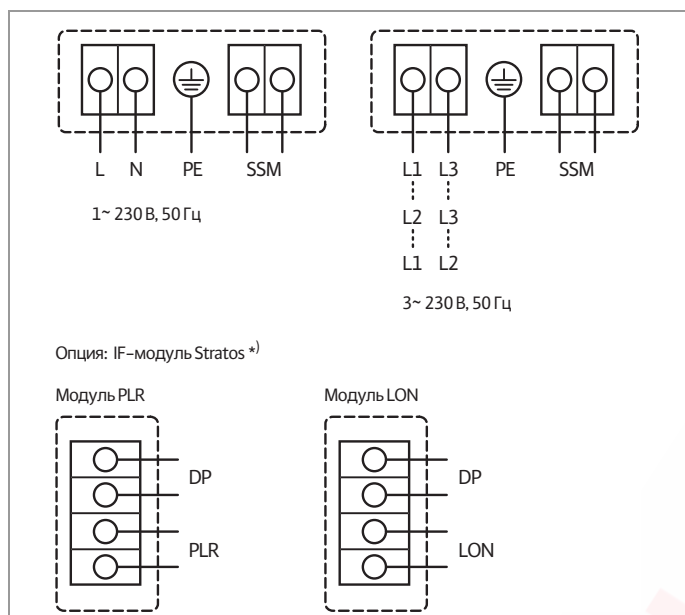 L N PE SSM
L1 L3 PE SSM
L2 L3
L1 L2
1~ 230 В, 50 Гц
3~ 230 В, 50 Гц
Опция: IF-модуль Stratos *)
Модуль PLR
Модуль LON
DP
PLR
DP
LON